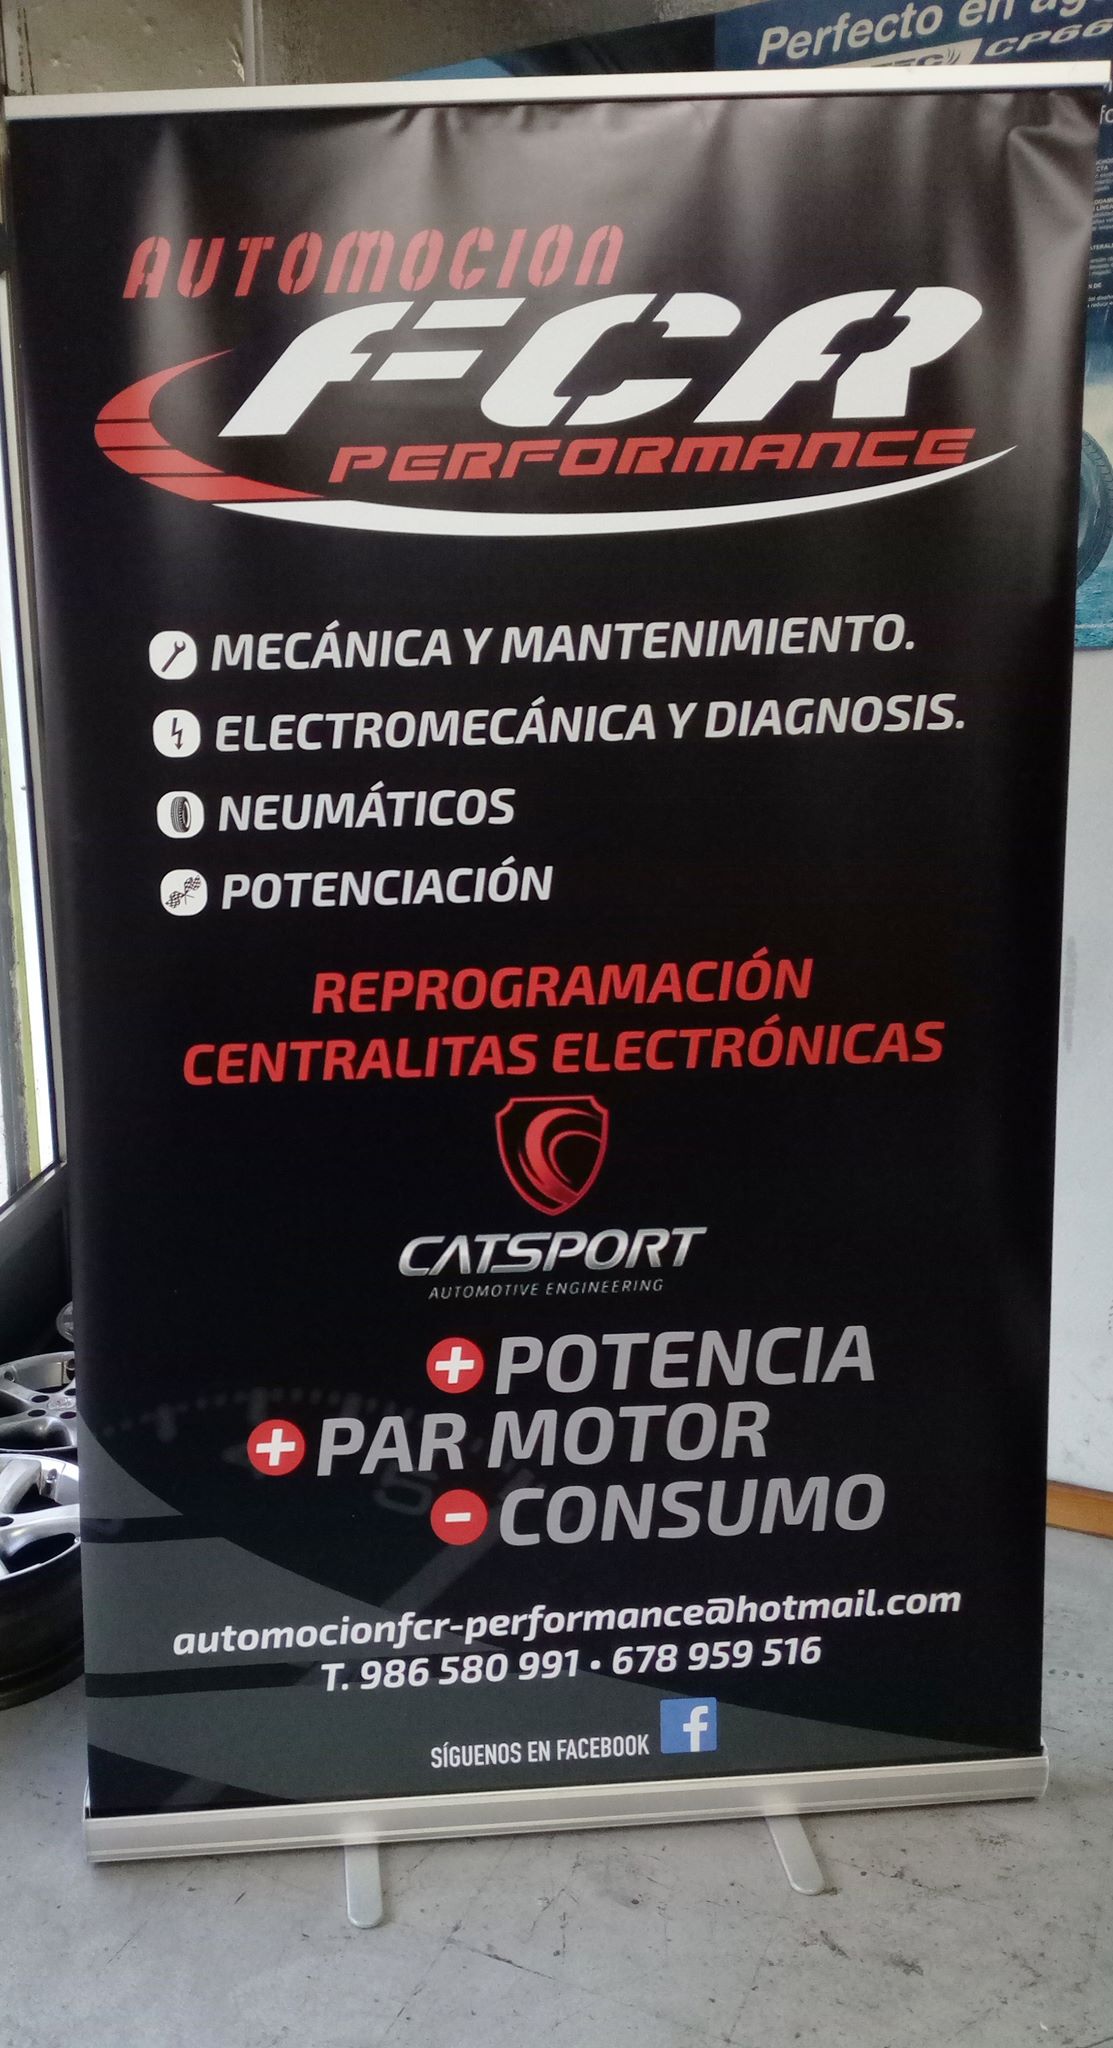 Perfecto en
CP66
AUTOMOCION
FCR
PERFORMANCE
MECÁNICA Y MANTENIMIENTO.
ELECTROMECÁNICA Y DIAGNOSIS.
NEUMÁTICOS
POTENCIACIÓN
REPROGRAMACIÓN
CENTRALITAS ELECTRÓNICAS
CATSPORT
AUTOMOTIVE ENGINEERING
+ POTENCIA
+ PAR MOTOR
- CONSUMO
automocionfcr-performance@hotmail.com
T. 986 580 991 • 678 959 516
SÍGUENOS EN FACEBOOK f